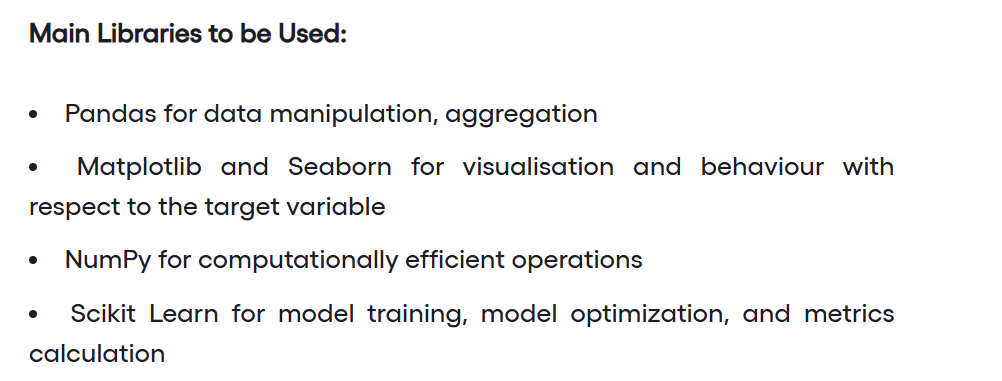 Main Libraries to be Used:
• Pandas for data manipulation, aggregation
• Matplotlib and Seaborn for visualisation and behaviour with
respect to the target variable
• NumPy for computationally efficient operations
• Scikit Learn for model training, model optimization, and metrics
calculation